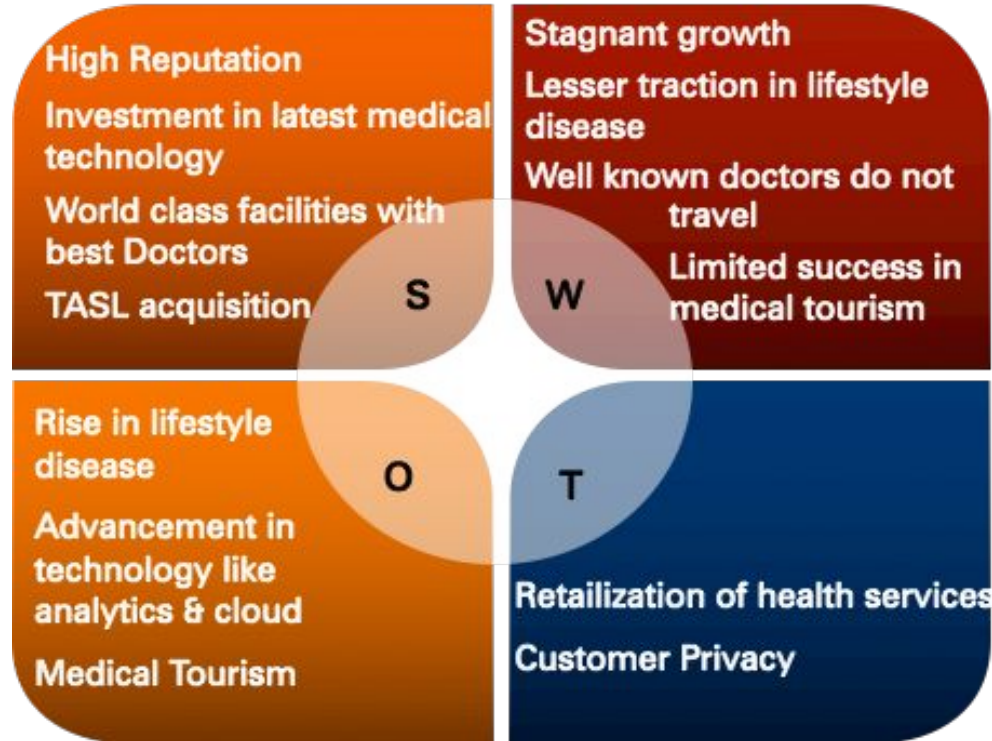 High Reputation
Investment in latest medical
technology
World class facilities with
best Doctors
TASL acquisition
S
Stagnant growth
Lesser traction in lifestyle
disease
Well known doctors do not
travel
Limited success in
medical tourism
W
Rise in lifestyle
disease
Advancement in
technology like
analytics & cloud
Medical Tourism
O
T
Retailization of health services
Customer Privacy